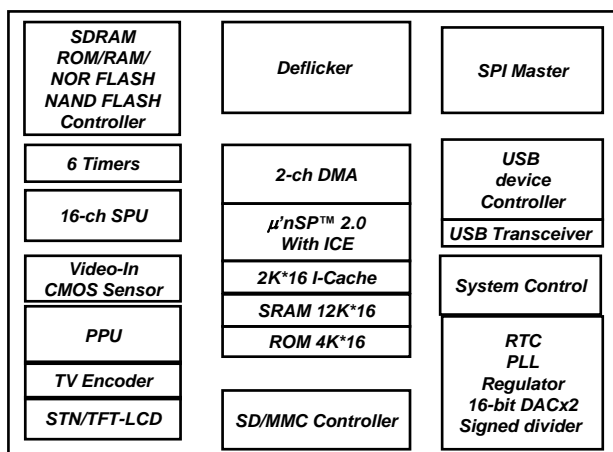 SDRAM
ROM/RAM/
NOR FLASH
NAND FLASH
Controller
6 Timers
16-ch SPU
Video-In
CMOS Sensor
PPU
TV Encoder
STN/TFT-LCD
Deflicker
2-ch DMA
μ'nSP™ 2.0
With ICE
2K*16 I-Cache
SRAM 12K*16
ROM 4K*16
SD/MMC Controller
SPI Master
USB
device
Controller
USB Transceiver
System Control
RTC
PLL
Regulator
16-bit DACx2
Signed divider